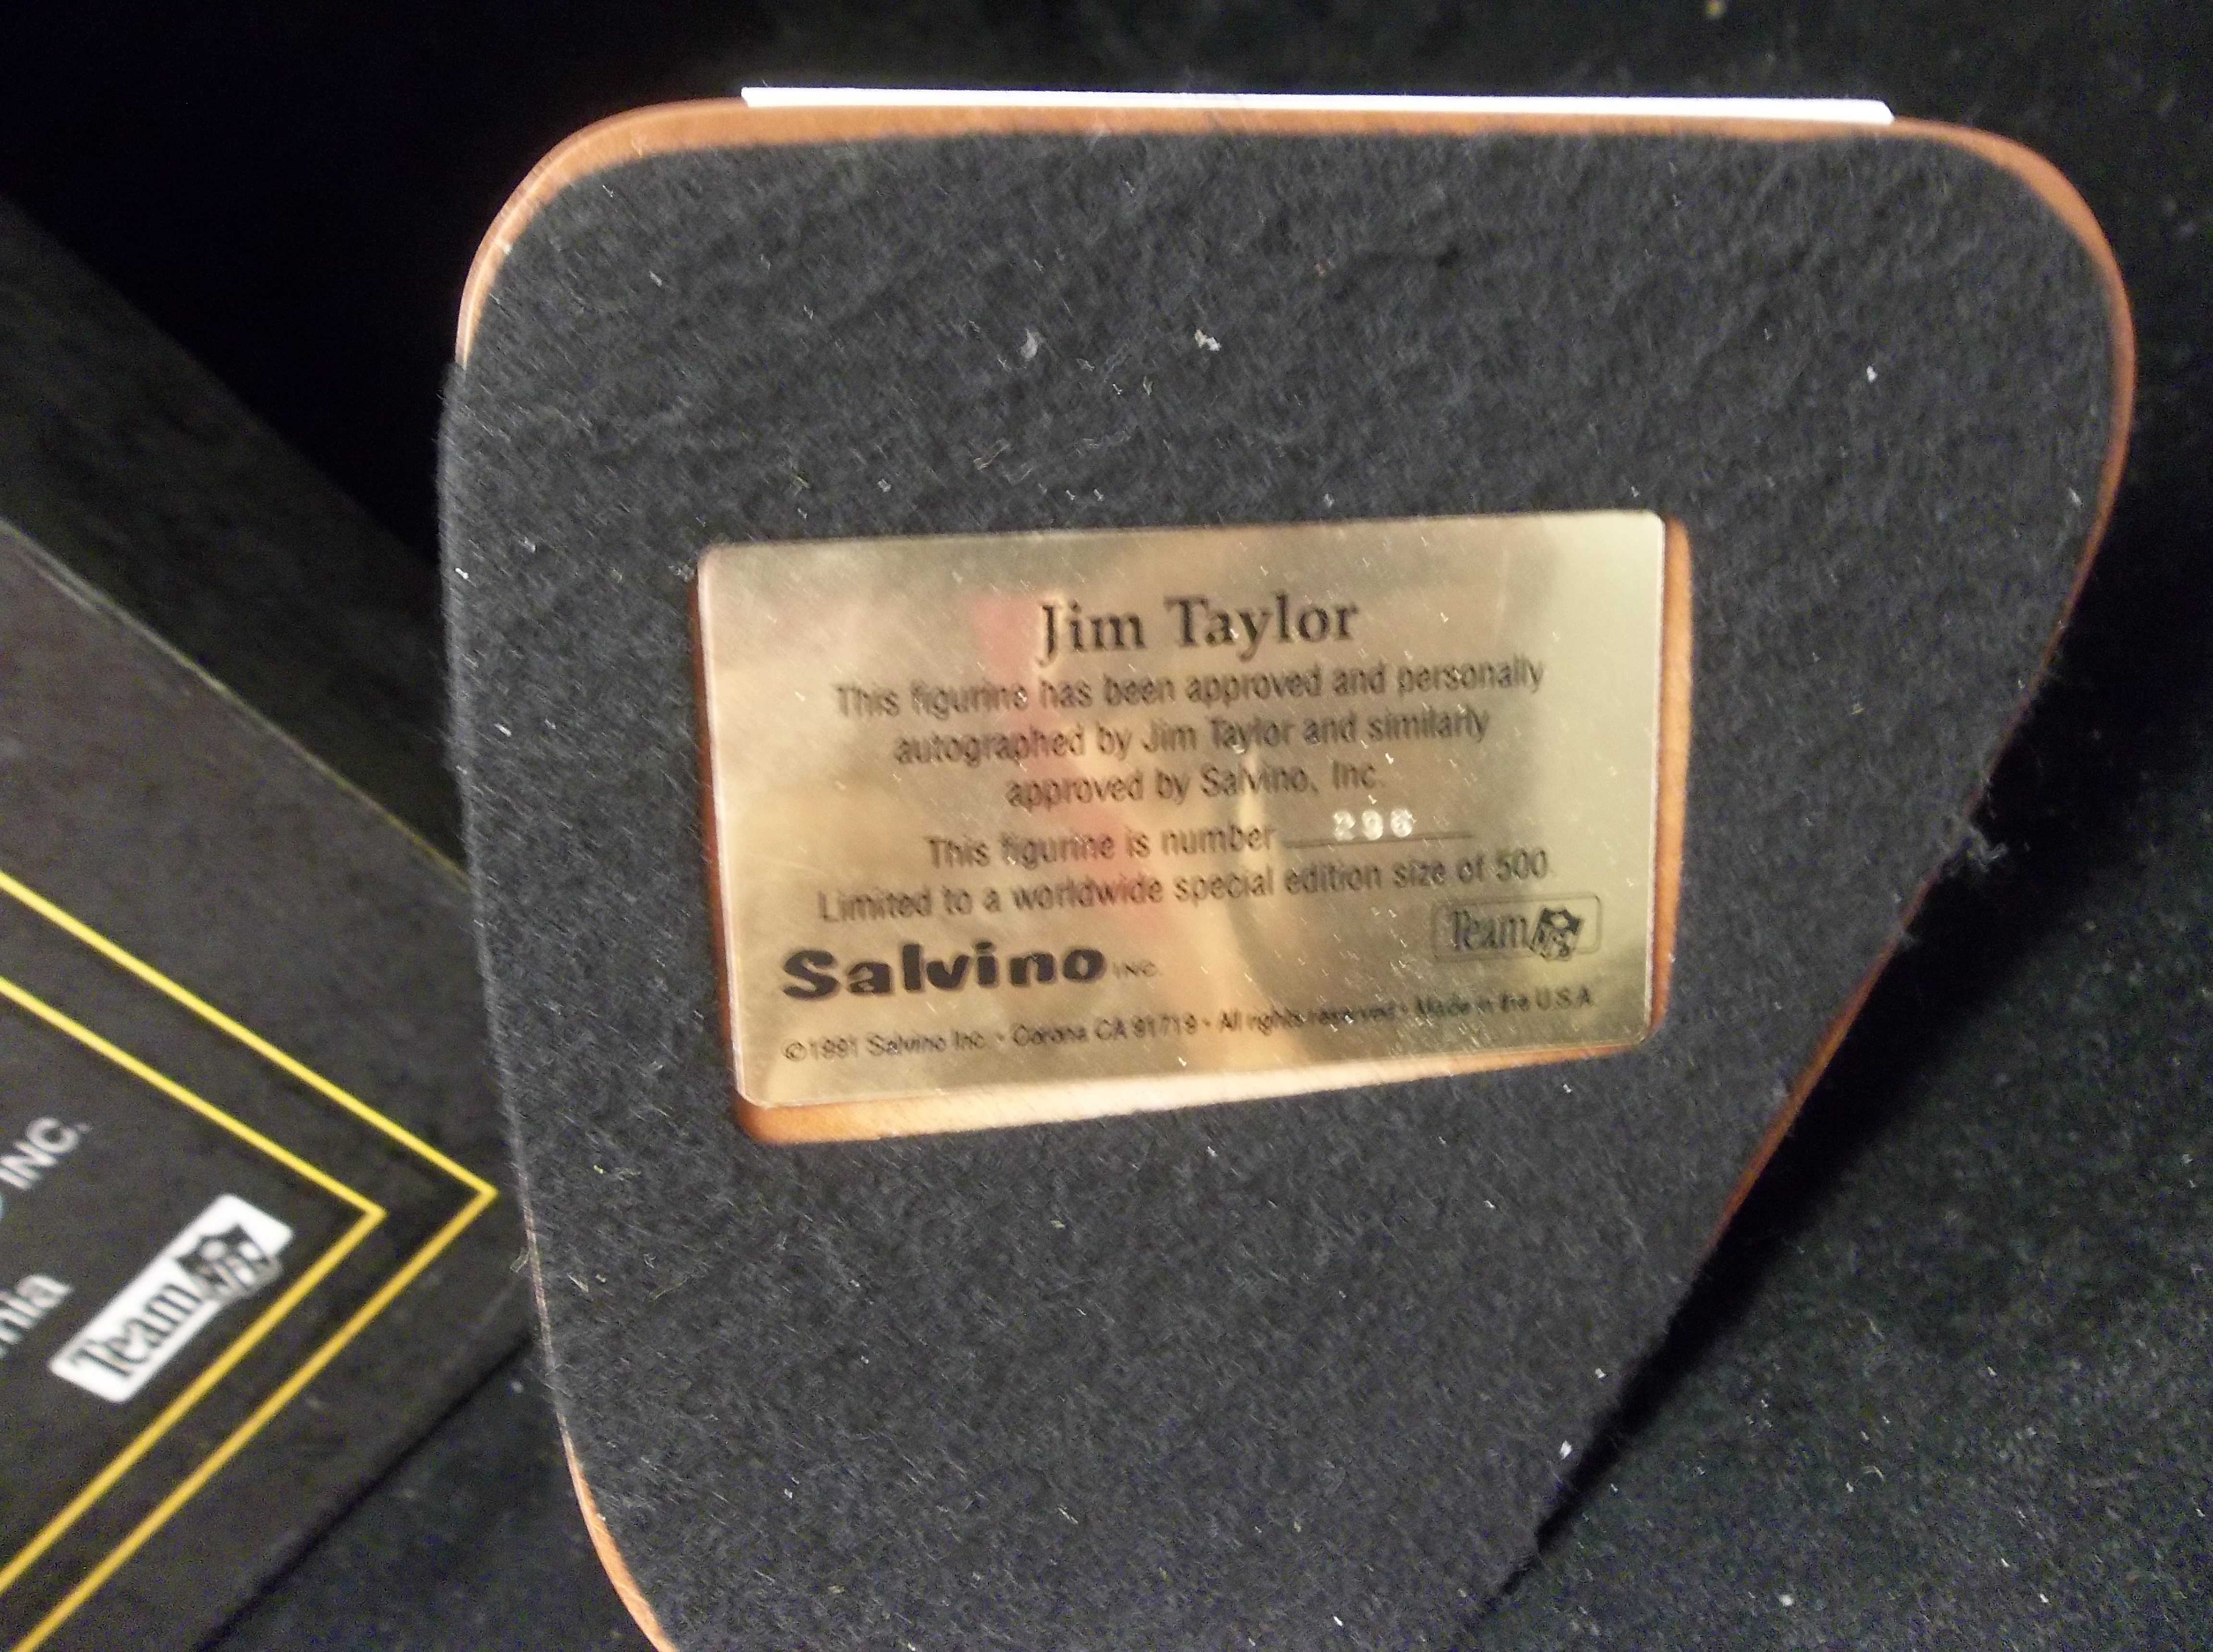 Jim Taylor
This figurine has been approved and personally
autographed by Jim Taylor and similarly
approved by Salvino, Inc.
This figurine is number 296
Limited to a worldwide special edition size of 500.
Team NFL
Salvino INC.
©1991 Salvino Inc. • Corona CA 91719 • All rights reserved • Made in the U.S.A.
INC.
nia
Team NFL